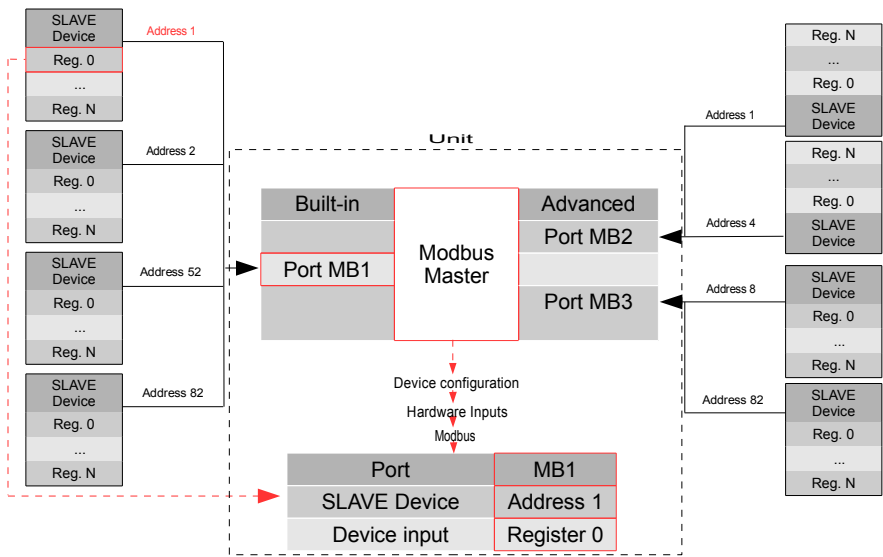 SLAVE
Device
Reg. 0
...
Reg. N
Address 1
SLAVE
Device
Reg. 0
...
Reg. N
Address 2
SLAVE
Device
Reg. 0
...
Reg. N
Address 52
SLAVE
Device
Reg. 0
...
Reg. N
Address 82
Unit
Built-in
Port MB1
Modbus
Master
Advanced
Port MB2
Port MB3
Device configuration
Hardware Inputs
Modbus
Port MB1
SLAVE Device Address 1
Device input Register 0
Address 1
Reg. N
...
Reg. 0
SLAVE
Device
Address 4
Reg. N
...
Reg. 0
SLAVE
Device
Address 8
SLAVE
Device
Reg. 0
...
Reg. N
Address 82
SLAVE
Device
Reg. 0
...
Reg. N